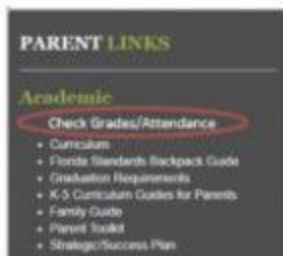 PARENT LINKS
Academic
Check Grades/Attendance
• Curriculum
• Florida Standards Backpack Guide
• Graduation Requirements
• K-5 Curriculum Guides for Parents
• Family Guide
• Parent Toolkit
• Strategic/Success Plan